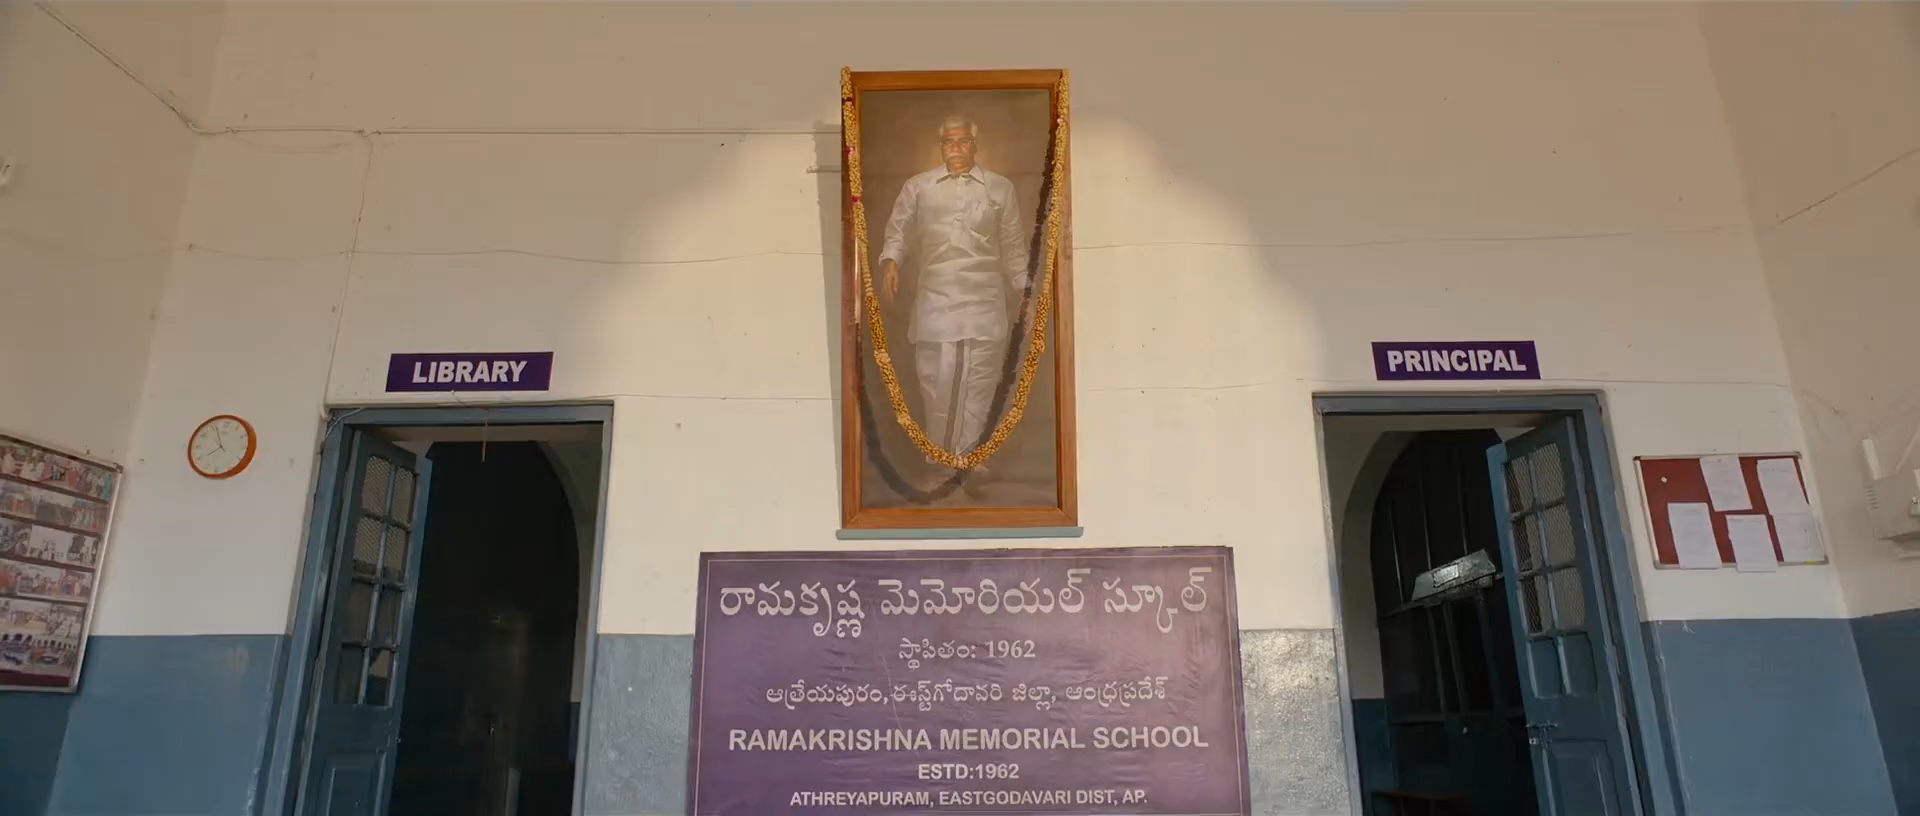 LIBRARY
PRINCIPAL
రామకృష్ణ మెమోరియల్ స్కూల్
స్థాపితం: 1962
ఆత్రేయపురం, ఈస్ట్‌గోదావరి జిల్లా, ఆంధ్రప్రదేశ్
RAMAKRISHNA MEMORIAL SCHOOL
ESTD:1962
ATHREYAPURAM, EASTGODAVARI DIST, AP.